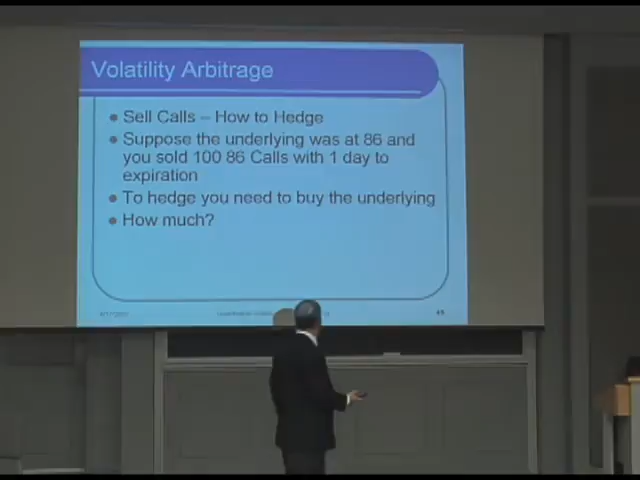 Volatility Arbitrage
Sell Calls – How to Hedge
Suppose the underlying was at 86 and
you sold 100 86 Calls with 1 day to
expiration
To hedge you need to buy the underlying
How much?